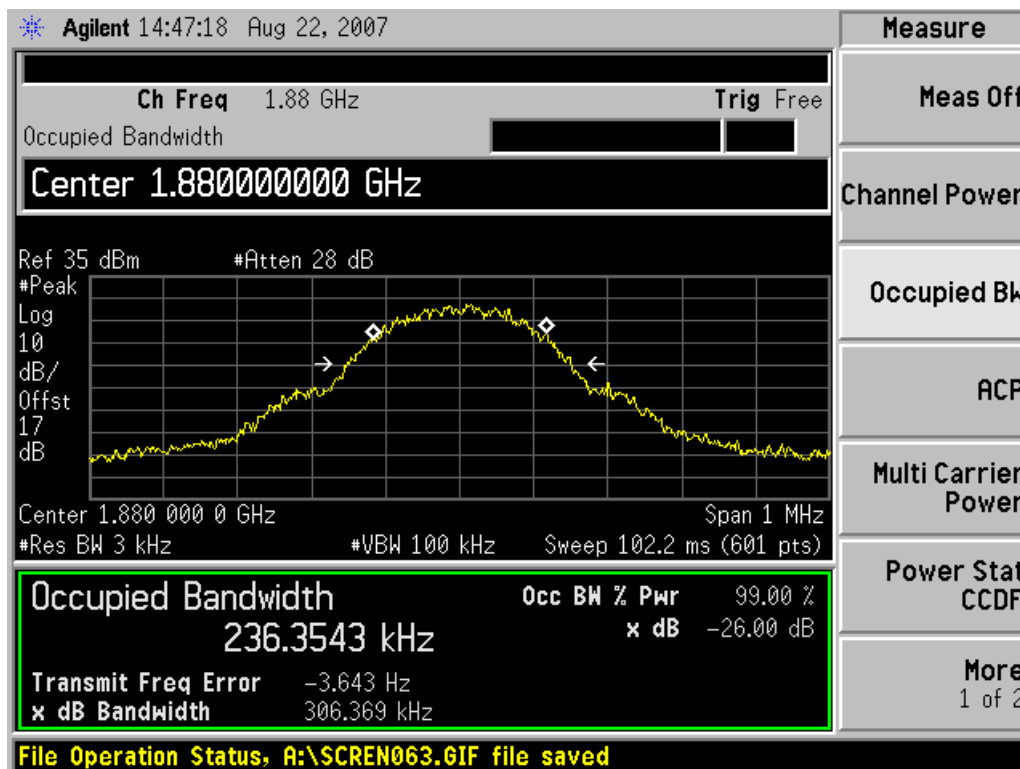 Agilent 14:47:18 Aug 22, 2007
Measure
Ch Freq 1.88 GHz Trig Free
Occupied Bandwidth
Center 1.880000000 GHz
Ref 35 dBm #Atten 28 dB
#Peak
Log
10
dB/
Offst
17
dB
Center 1.880 000 0 GHz Span 1 MHz
#Res BW 3 kHz #VBW 100 kHz Sweep 102.2 ms (601 pts)
Occupied Bandwidth Occ BW % Pwr 99.00 %
236.3543 kHz x dB -26.00 dB
Transmit Freq Error -3.643 Hz
x dB Bandwidth 306.369 kHz
File Operation Status, A:\SCREN063.GIF file saved
Meas Off
Channel Power
Occupied BW
ACP
Multi Carrier
Power
Power Stat
CCDF
More
1 of 2